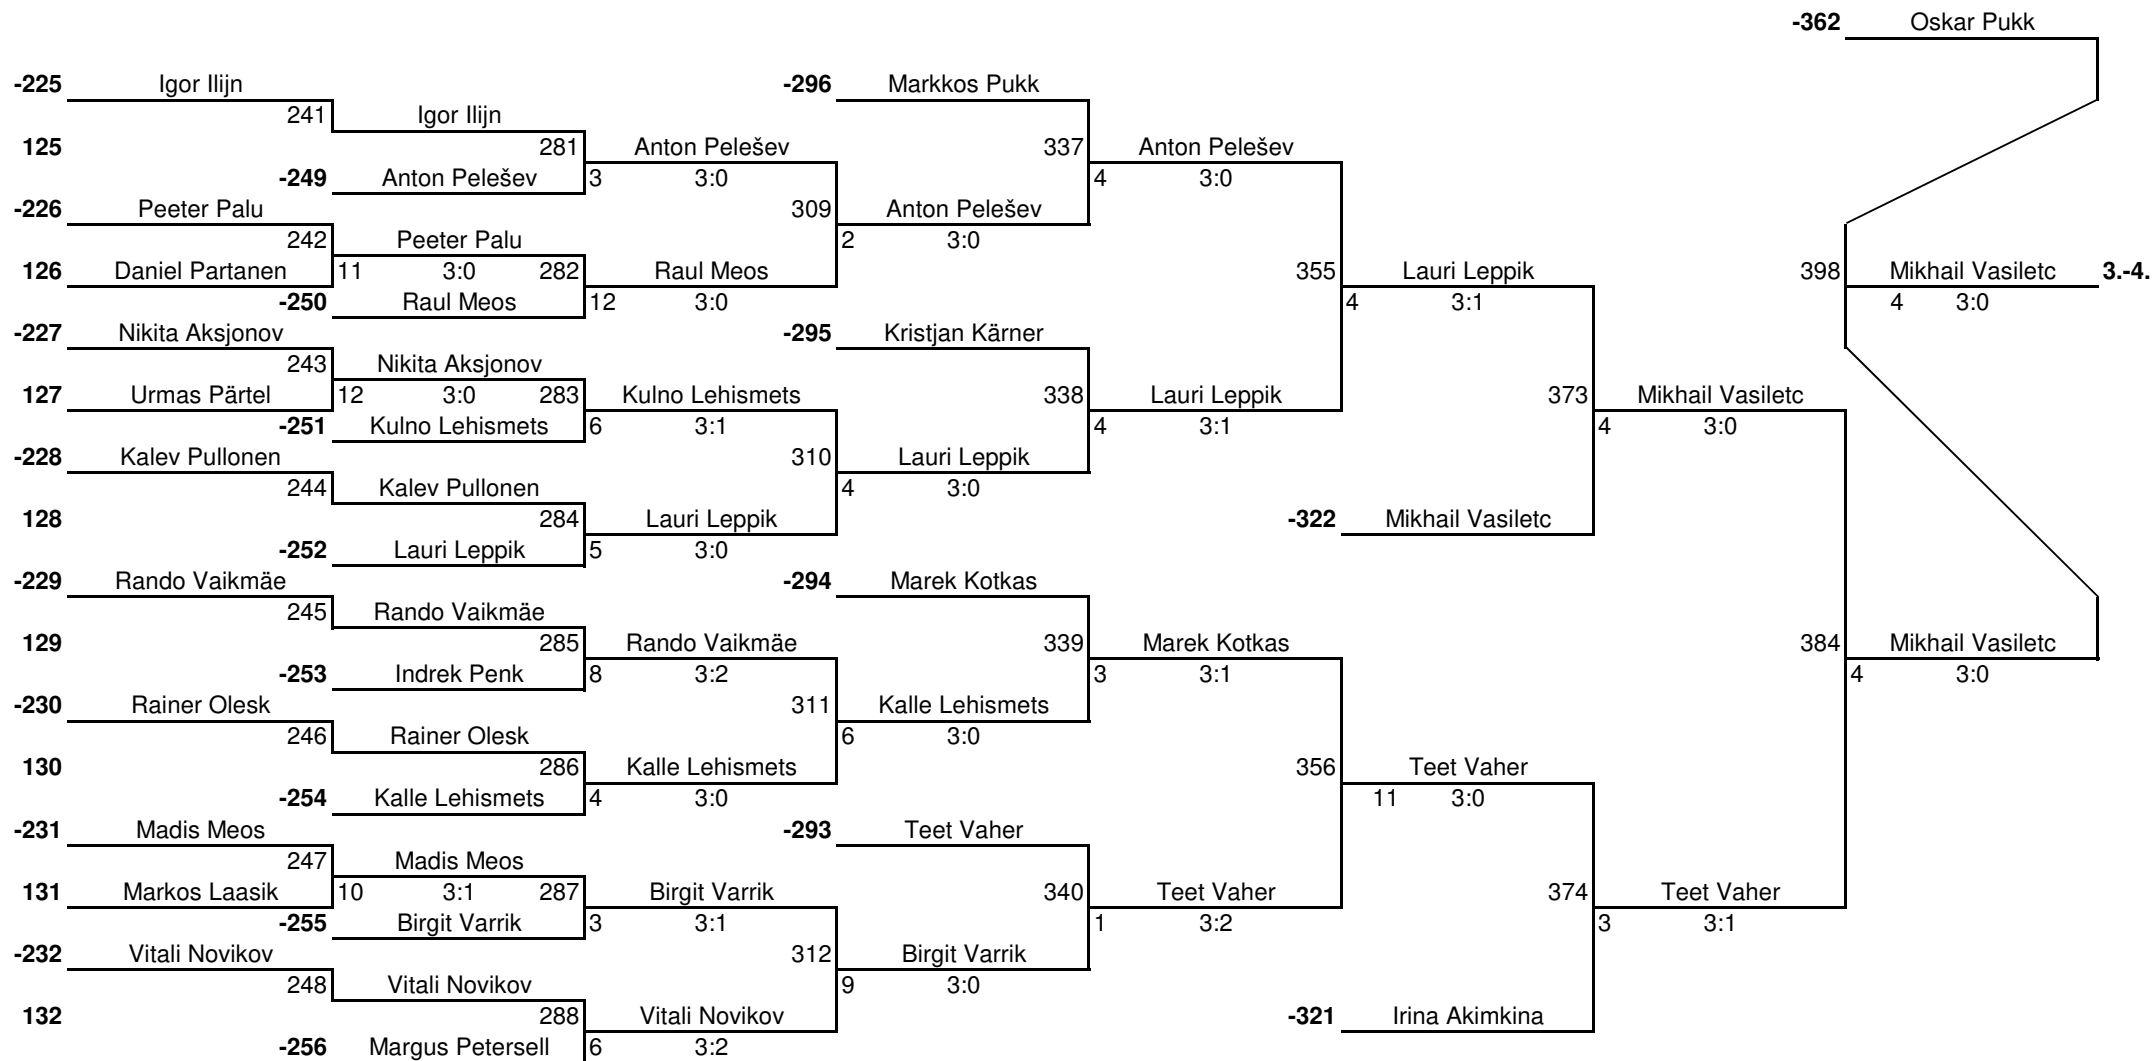 -362 Oskar Pukk
-225 Igor Ilijn -296 Markkos Pukk
241 Igor Ilijn
125 281 Anton Pelešev 337 Anton Pelešev
-249 Anton Pelešev 3 3:0 4 3:0
-226 Peeter Palu 309 Anton Pelešev
242 Peeter Palu 2 3:0
126 Daniel Partanen 11 3:0 282 Raul Meos 355 Lauri Leppik 398 Mikhail Vasiletc 3.-4.
-250 Raul Meos 12 3:0 4 3:1 4 3:0
-227 Nikita Aksjonov -295 Kristjan Kärner
243 Nikita Aksjonov
127 Urmas Pärtel 12 3:0 283 Kulno Lehismets 338 Lauri Leppik 373 Mikhail Vasiletc
-251 Kulno Lehismets 6 3:1 4 3:1 4 3:0
-228 Kalev Pullonen 310 Lauri Leppik
244 Kalev Pullonen 4 3:0
128 284 Lauri Leppik -322 Mikhail Vasiletc
-252 Lauri Leppik 5 3:0
-229 Rando Vaikmäe -294 Marek Kotkas
245 Rando Vaikmäe
129 285 Rando Vaikmäe 339 Marek Kotkas 384 Mikhail Vasiletc
-253 Indrek Penk 8 3:2 3 3:1 4 3:0
-230 Rainer Olesk 311 Kalle Lehismets
246 Rainer Olesk 6 3:0
130 286 Kalle Lehismets 356 Teet Vaher
-254 Kalle Lehismets 4 3:0 11 3:0
-231 Madis Meos -293 Teet Vaher
247 Madis Meos
131 Markos Laasik 10 3:1 287 Birgit Varrik 340 Teet Vaher 374 Teet Vaher
-255 Birgit Varrik 3 3:1 1 3:2 3 3:1
-232 Vitali Novikov 312 Birgit Varrik
248 Vitali Novikov 9 3:0
132 288 Vitali Novikov -321 Irina Akimkina
-256 Margus Petersell 6 3:2